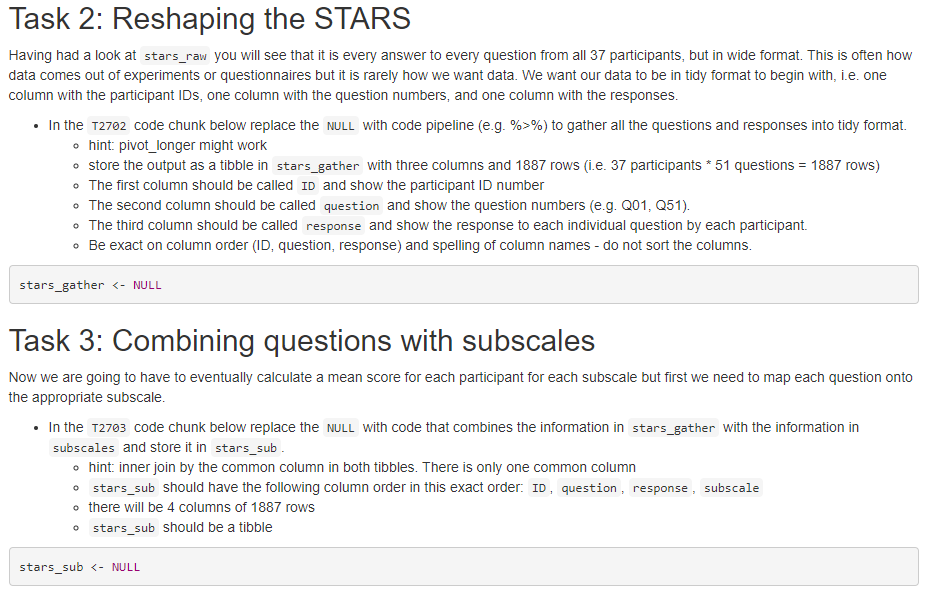 Task 2: Reshaping the STARS
Having had a look at stars_raw you will see that it is every answer to every question from all 37 participants, but in wide format. This is often how
data comes out of experiments or questionnaires but it is rarely how we want data. We want our data to be in tidy format to begin with, i.e. one
column with the participant IDs, one column with the question numbers, and one column with the responses.
• In the T2702 code chunk below replace the NULL with code pipeline (e.g. %>%) to gather all the questions and responses into tidy format.
◦ hint: pivot_longer might work
◦ store the output as a tibble in stars_gather with three columns and 1887 rows (i.e. 37 participants * 51 questions = 1887 rows)
◦ The first column should be called ID and show the participant ID number
◦ The second column should be called question and show the question numbers (e.g. Q01, Q51).
◦ The third column should be called response and show the response to each individual question by each participant.
◦ Be exact on column order (ID, question, response) and spelling of column names - do not sort the columns.
stars_gather <- NULL
Task 3: Combining questions with subscales
Now we are going to have to eventually calculate a mean score for each participant for each subscale but first we need to map each question onto
the appropriate subscale.
• In the T2703 code chunk below replace the NULL with code that combines the information in stars_gather with the information in
subscales and store it in stars_sub.
◦ hint: inner join by the common column in both tibbles. There is only one common column
◦ stars_sub should have the following column order in this exact order: ID, question, response, subscale
◦ there will be 4 columns of 1887 rows
◦ stars_sub should be a tibble
stars_sub <- NULL